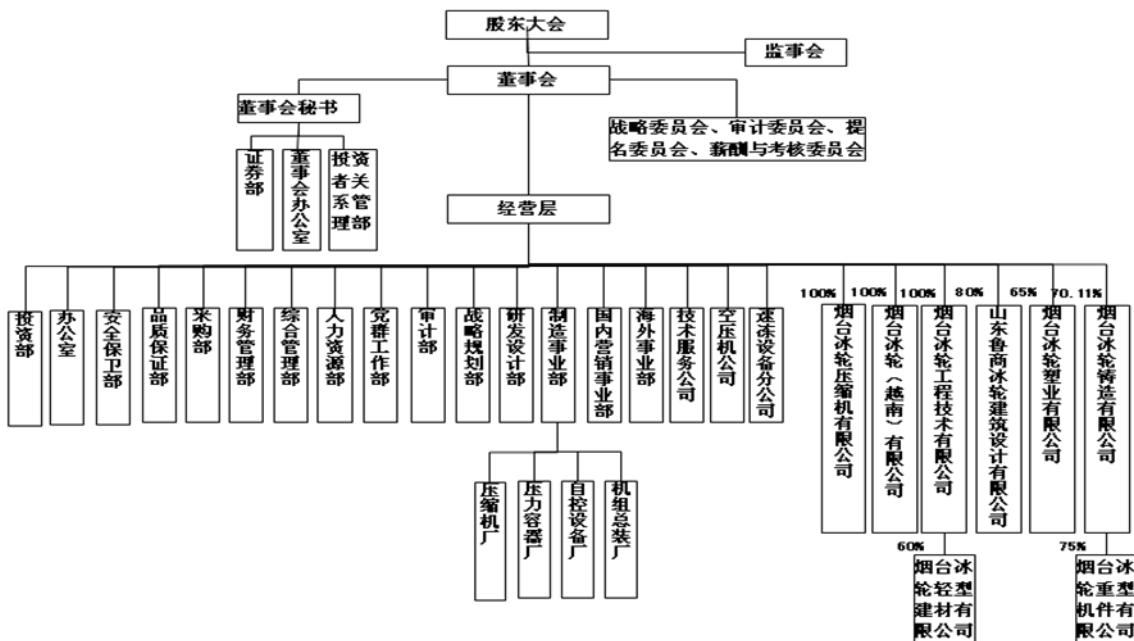 股东大会
监事会
董事会
董事会秘书
战略委员会、审计委员会、提
名委员会、薪酬与考核委员会
证券部
董事会办公室
投资者关系管理部
经营层
投资部
办公室
安全保卫部
品质保证部
采购部
财务管理部
综合管理部
人力资源部
党群工作部
审计部
战略规划部
研发设计部
制造事业部
国内营销事业部
海外事业部
技术服务公司
空压机公司
速冻设备分公司
100%
100%
100%
80%
65%
70.11%
烟台冰轮压缩机有限公司
烟台冰轮（越南）有限公司
烟台冰轮工程技术有限公司
山东鲁商冰轮建筑设计有限公司
烟台冰轮塑业有限公司
烟台冰轮铸造有限公司
压缩机厂
压力容器厂
自控设备厂
机组总装厂
60%
烟台冰
轮轻型
建材有
限公司
75%
烟台冰
轮重型
机件有
限公司